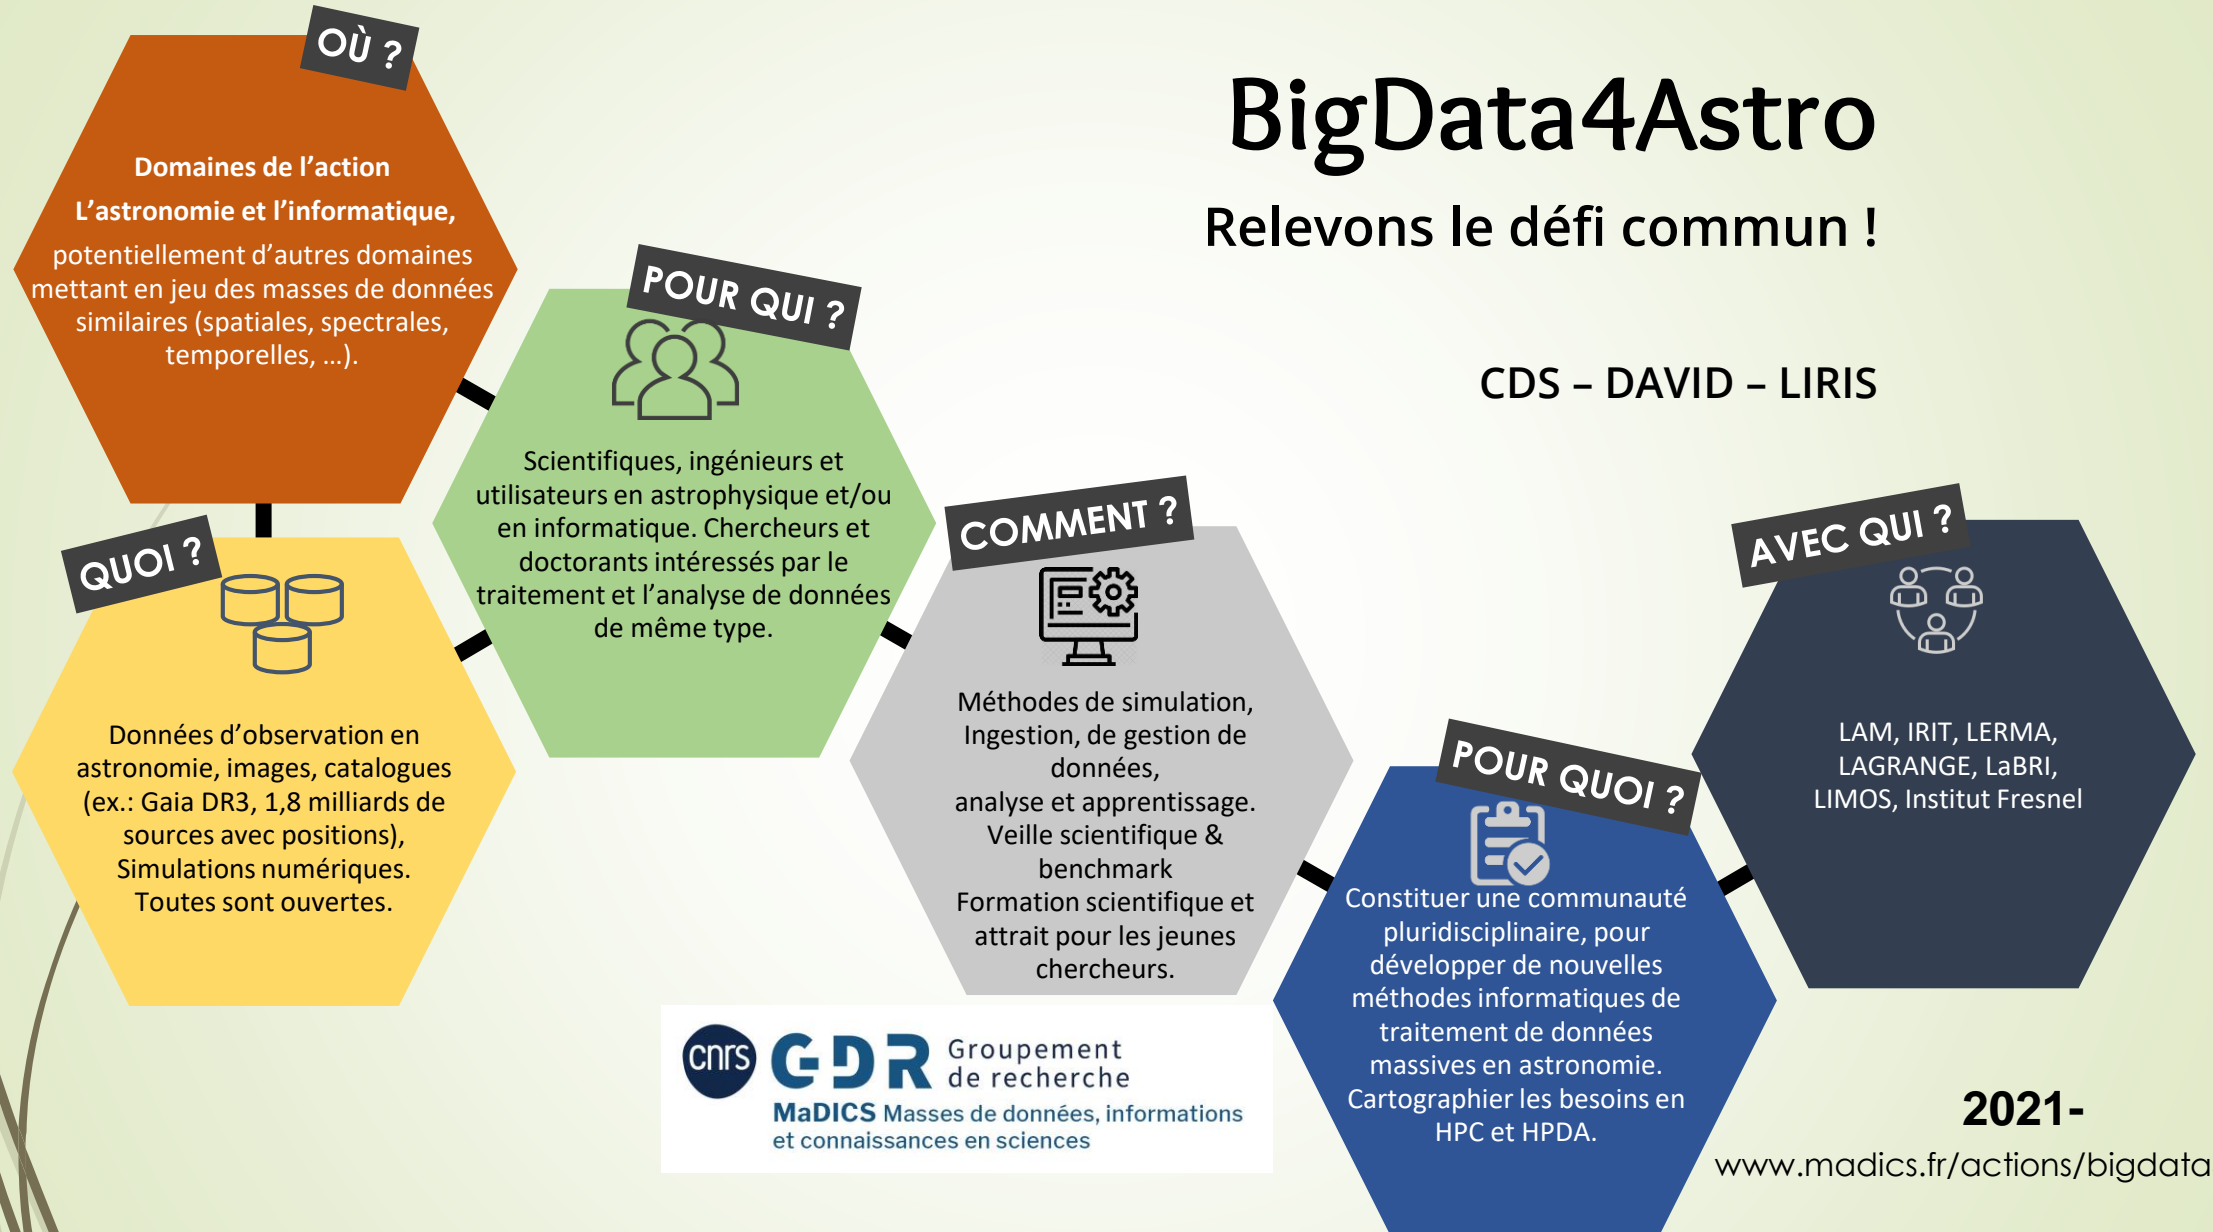 BigData4Astro
Relevons le défi commun !
CDS – DAVID – LIRIS
OÙ ?
Domaines de l’action
L’astronomie et l’informatique,
potentiellement d’autres domaines
mettant en jeu des masses de données
similaires (spatiales, spectrales,
temporelles, …).
QUOI ?
Données d’observation en
astronomie, images, catalogues
(ex.: Gaia DR3, 1,8 milliards de
sources avec positions),
Simulations numériques.
Toutes sont ouvertes.
POUR QUI ?
Scientifiques, ingénieurs et
utilisateurs en astrophysique et/ou
en informatique. Chercheurs et
doctorants intéressés par le
traitement et l’analyse de données
de même type.
COMMENT ?
Méthodes de simulation,
Ingestion, de gestion de
données,
analyse et apprentissage.
Veille scientifique &
benchmark
Formation scientifique et
attrait pour les jeunes
chercheurs.
POUR QUOI ?
Constituer une communauté
pluridisciplinaire, pour
développer de nouvelles
méthodes informatiques de
traitement de données
massives en astronomie.
Cartographier les besoins en
HPC et HPDA.
AVEC QUI ?
LAM, IRIT, LERMA,
LAGRANGE, LaBRI,
LIMOS, Institut Fresnel
cnrs
GDR
Groupement
de recherche
MaDICS Masses de données, informations
et connaissances en sciences
2021-
www.madics.fr/actions/bigdata